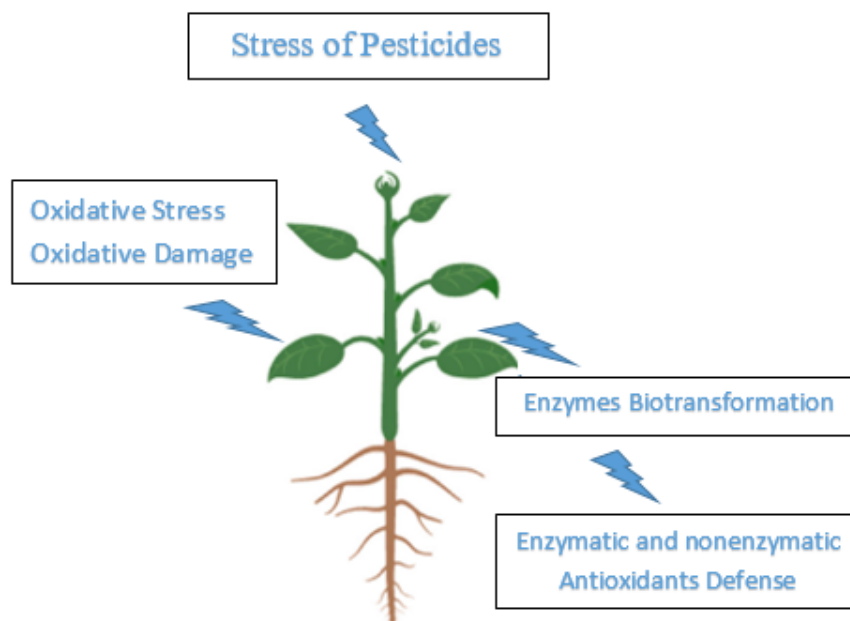 Stress of Pesticides
Oxidative Stress
Oxidative Damage
Enzymes Biotransformation
Enzymatic and nonenzymatic
Antioxidants Defense